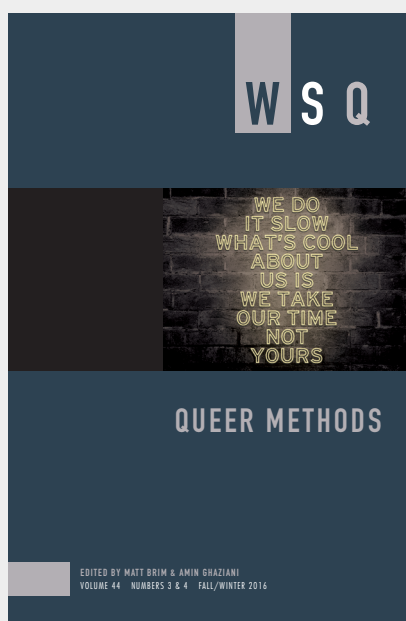 WSQ
WE DO
IT SLOW
WHAT'S COOL
ABOUT
US IS
WE TAKE
OUR TIME
NOT
YOURS
QUEER METHODS
EDITED BY MATT BRIM & AMIN GHAZIANI
VOLUME 44 NUMBERS 3 & 4 FALL/WINTER 2016